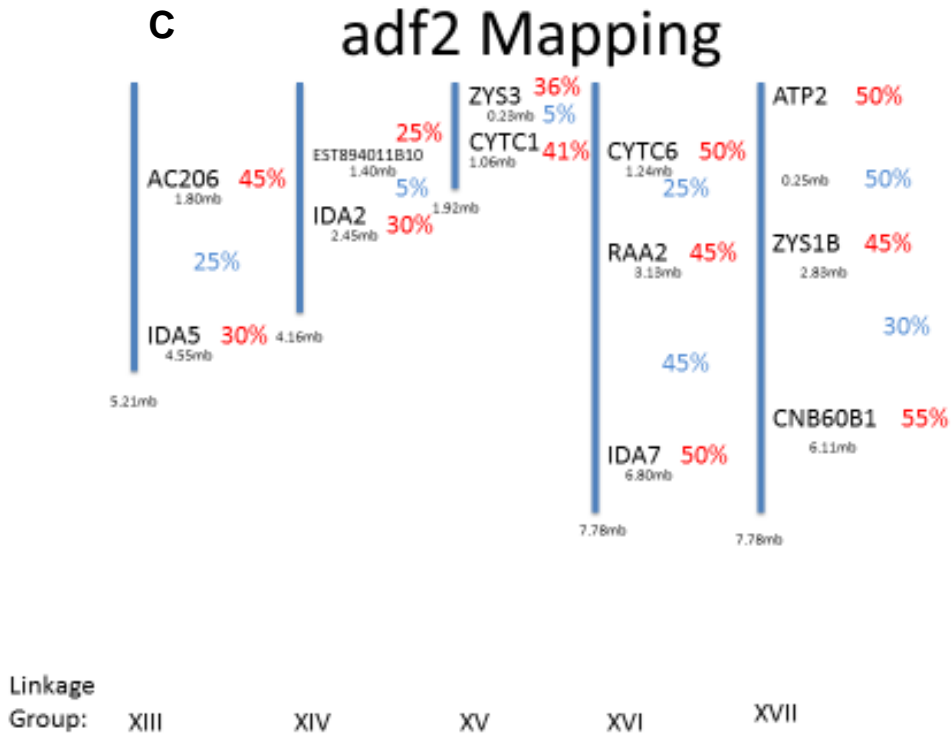 C
adf2 Mapping
AC206 45%
1.80mb
25%
IDA5 30%
4.55mb
5.21mb
25%
EST894011B10
1.40mb
5%
IDA2 30%
2.45mb
4.16mb
ZYS3 36%
0.23mb 5%
CYTC1 41%
1.06mb
1.92mb
CYTC6 50%
1.24mb
25%
RAA2 45%
3.13mb
45%
IDA7 50%
6.80mb
7.78mb
ATP2 50%
0.25mb 50%
ZYS1B 45%
2.83mb
30%
CNB60B1 55%
6.11mb
7.78mb
Linkage
Group: XIII XIV XV XVI XVII